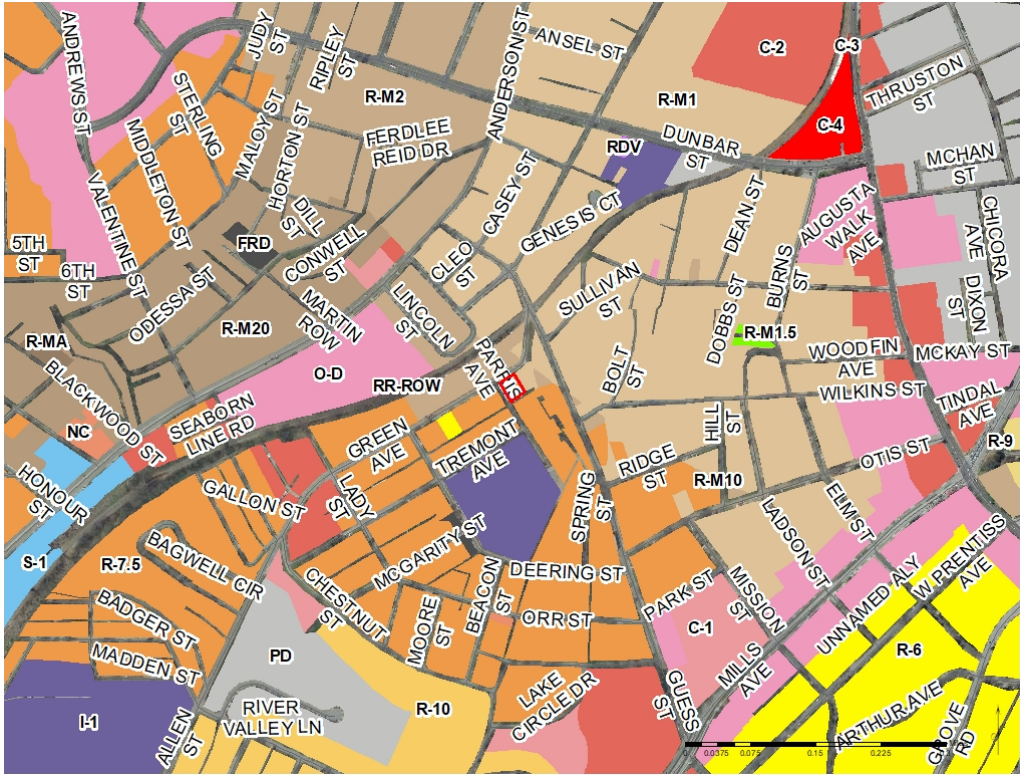 ANDREWS ST
JUDY ST
RIPLEY ST
ANDERSON ST
ANSEL ST
C-2
C-3
THRUSTON ST
STERLING ST
R-M2
R-M1
C-4
MALOY ST
HORTON ST
FERDLEE REID DR
CASEY ST
RDV
DUNBAR ST
MCHAN ST
MIDDLETON ST
VALENTINE ST
DILL ST
GENESIS CT
DEAN ST
AUGUSTA WALK AVE
CHICORA AVE
5TH ST
6TH ST
FRD
CONWELL ST
CLEO ST
BURNS ST
ODESSA ST
MARTIN ROW
LINCOLN ST
SULLIVAN ST
DOBBS ST
DIXON ST
R-MA
R-M20
R-M1.5
WOODFIN AVE
MCKAY ST
O-D
RR-ROW
PARK AVE
BOLT ST
WILKINS ST
BLACKWOOD ST
SEABORN LINE RD
TINDAL AVE
NC
GREEN AVE
TREMONT AVE
HILL ST
R-9
HONOUR ST
GALLON ST
LADY ST
RIDGE ST
R-M10
OTIS ST
SPRING ST
LADSON ST
ELM ST
S-1
R-7.5
BAGWELL CIR
MCGARITY ST
DEERING ST
W PRENTISS AVE
UNNAMED ALY
BADGER ST
CHESTNUT ST
MOORE ST
BEACON ST
ORR ST
PARK ST
MISSION ST
C-1
MADDEN ST
PD
R-6
MILLS AVE
I-1
ALLEN ST
RIVER VALLEY LN
R-10
LAKE CIRCLE DR
GUESS ST
ARTHUR AVE
GROVE RD
0 0.0375 0.075 0.15 0.225